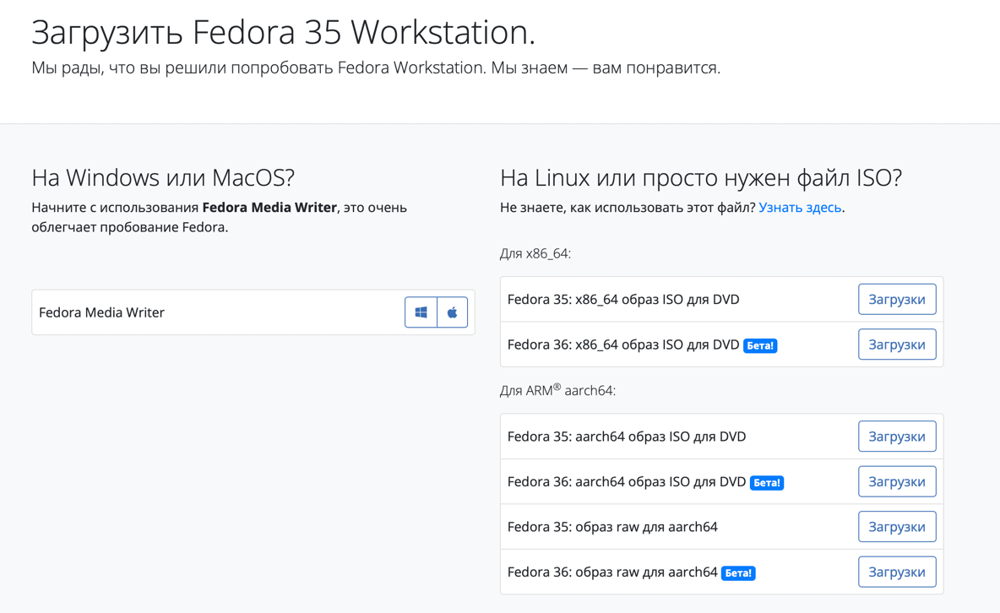 Загрузить Fedora 35 Workstation.
Мы рады, что вы решили попробовать Fedora Workstation. Мы знаем — вам понравится.
На Windows или MacOS?
Начните с использования Fedora Media Writer, это очень
облегчает пробование Fedora.
Fedora Media Writer
На Linux или просто нужен файл ISO?
Не знаете, как использовать этот файл? Узнать здесь.
Для x86_64:
Fedora 35: x86_64 образ ISO для DVD Загрузки
Fedora 36: x86_64 образ ISO для DVD Бета! Загрузки
Для ARM® aarch64:
Fedora 35: aarch64 образ ISO для DVD Загрузки
Fedora 36: aarch64 образ ISO для DVD Бета! Загрузки
Fedora 35: образ raw для aarch64 Загрузки
Fedora 36: образ raw для aarch64 Бета! Загрузки